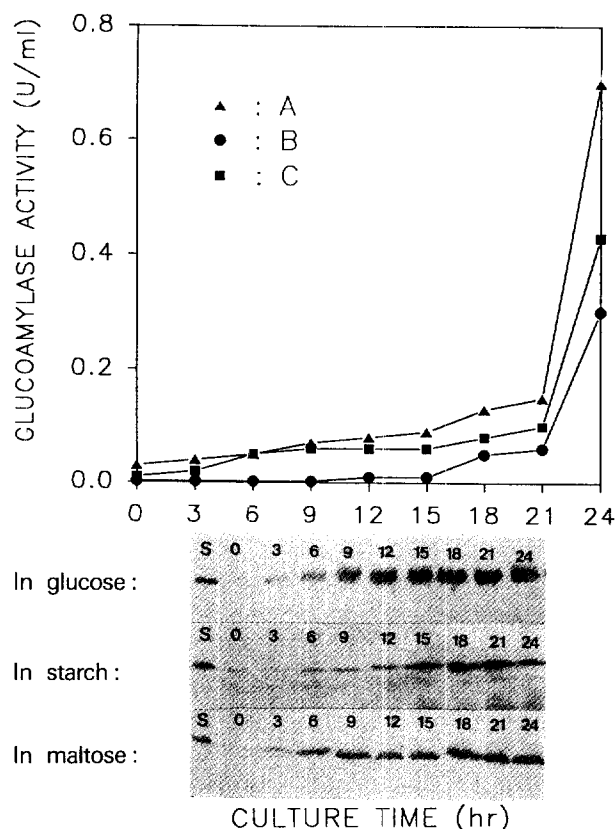 GLUCOAMYLASE ACTIVITY (U/ml)
0.8
0.6
0.4
0.2
0.0
▲ : A
● : B
■ : C
0 3 6 9 12 15 18 21 24
In glucose :
S 0 3 6 9 12 15 18 21 24
In starch :
S 0 3 6 9 12 15 18 21 24
In maltose :
S 0 3 6 9 12 15 18 21 24
CULTURE TIME (hr)